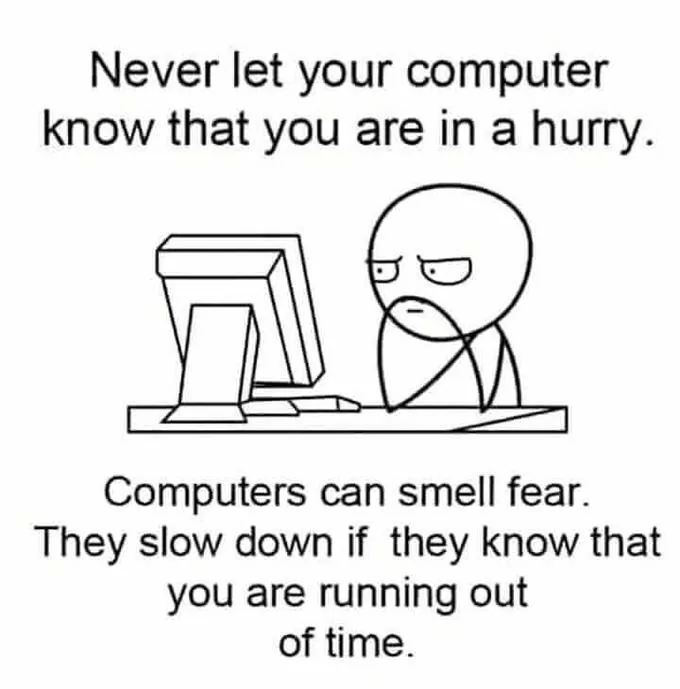 Never let your computer
know that you are in a hurry.
Computers can smell fear.
They slow down if they know that
you are running out
of time.